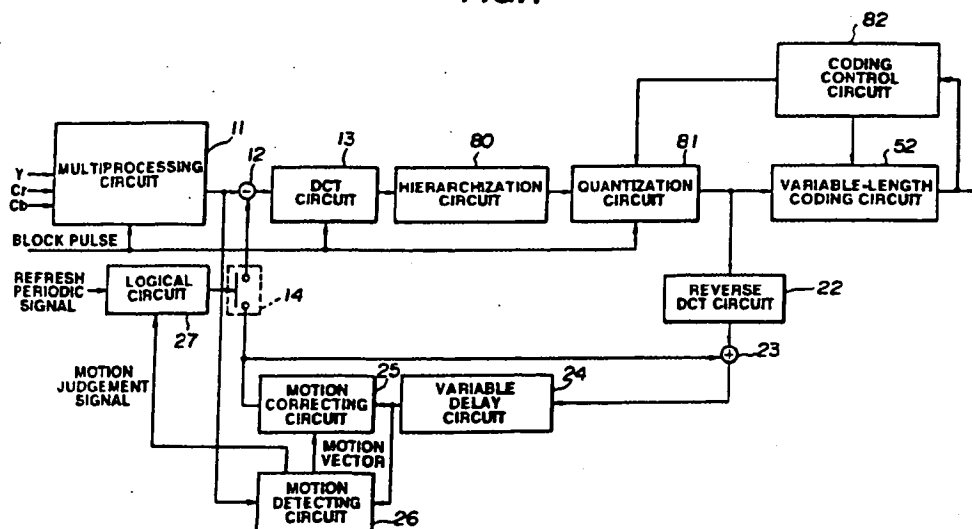 82
CODING
CONTROL
CIRCUIT
11
12
13
80
81
52
Y
Cr
Cb
MULTIPROCESSING
CIRCUIT
DCT
CIRCUIT
HIERARCHIZATION
CIRCUIT
QUANTIZATION
CIRCUIT
VARIABLE-LENGTH
CODING CIRCUIT
BLOCK PULSE
REFRESH
PERIODIC
SIGNAL
LOGICAL
CIRCUIT
27
14
REVERSE
DCT CIRCUIT
22
23
MOTION
JUDGEMENT
SIGNAL
25
MOTION
CORRECTING
CIRCUIT
24
VARIABLE
DELAY
CIRCUIT
MOTION
VECTOR
MOTION
DETECTING
CIRCUIT
26